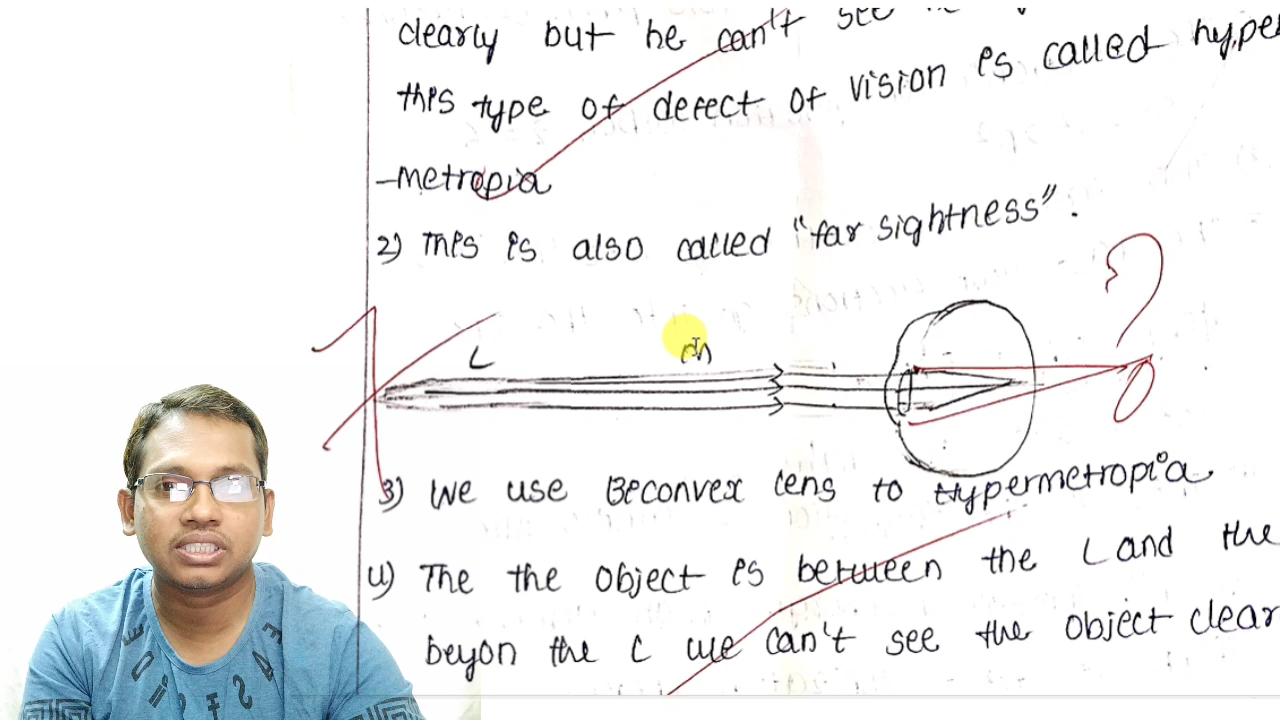 clearly but he can't see
this type of defect of vision is called hyper
-metropia
2) This is also called "far sightness".
L
3) We use Biconvex lens to Hypermetropia
4) The the object is between the L and the
beyon the L we can't see the object clear